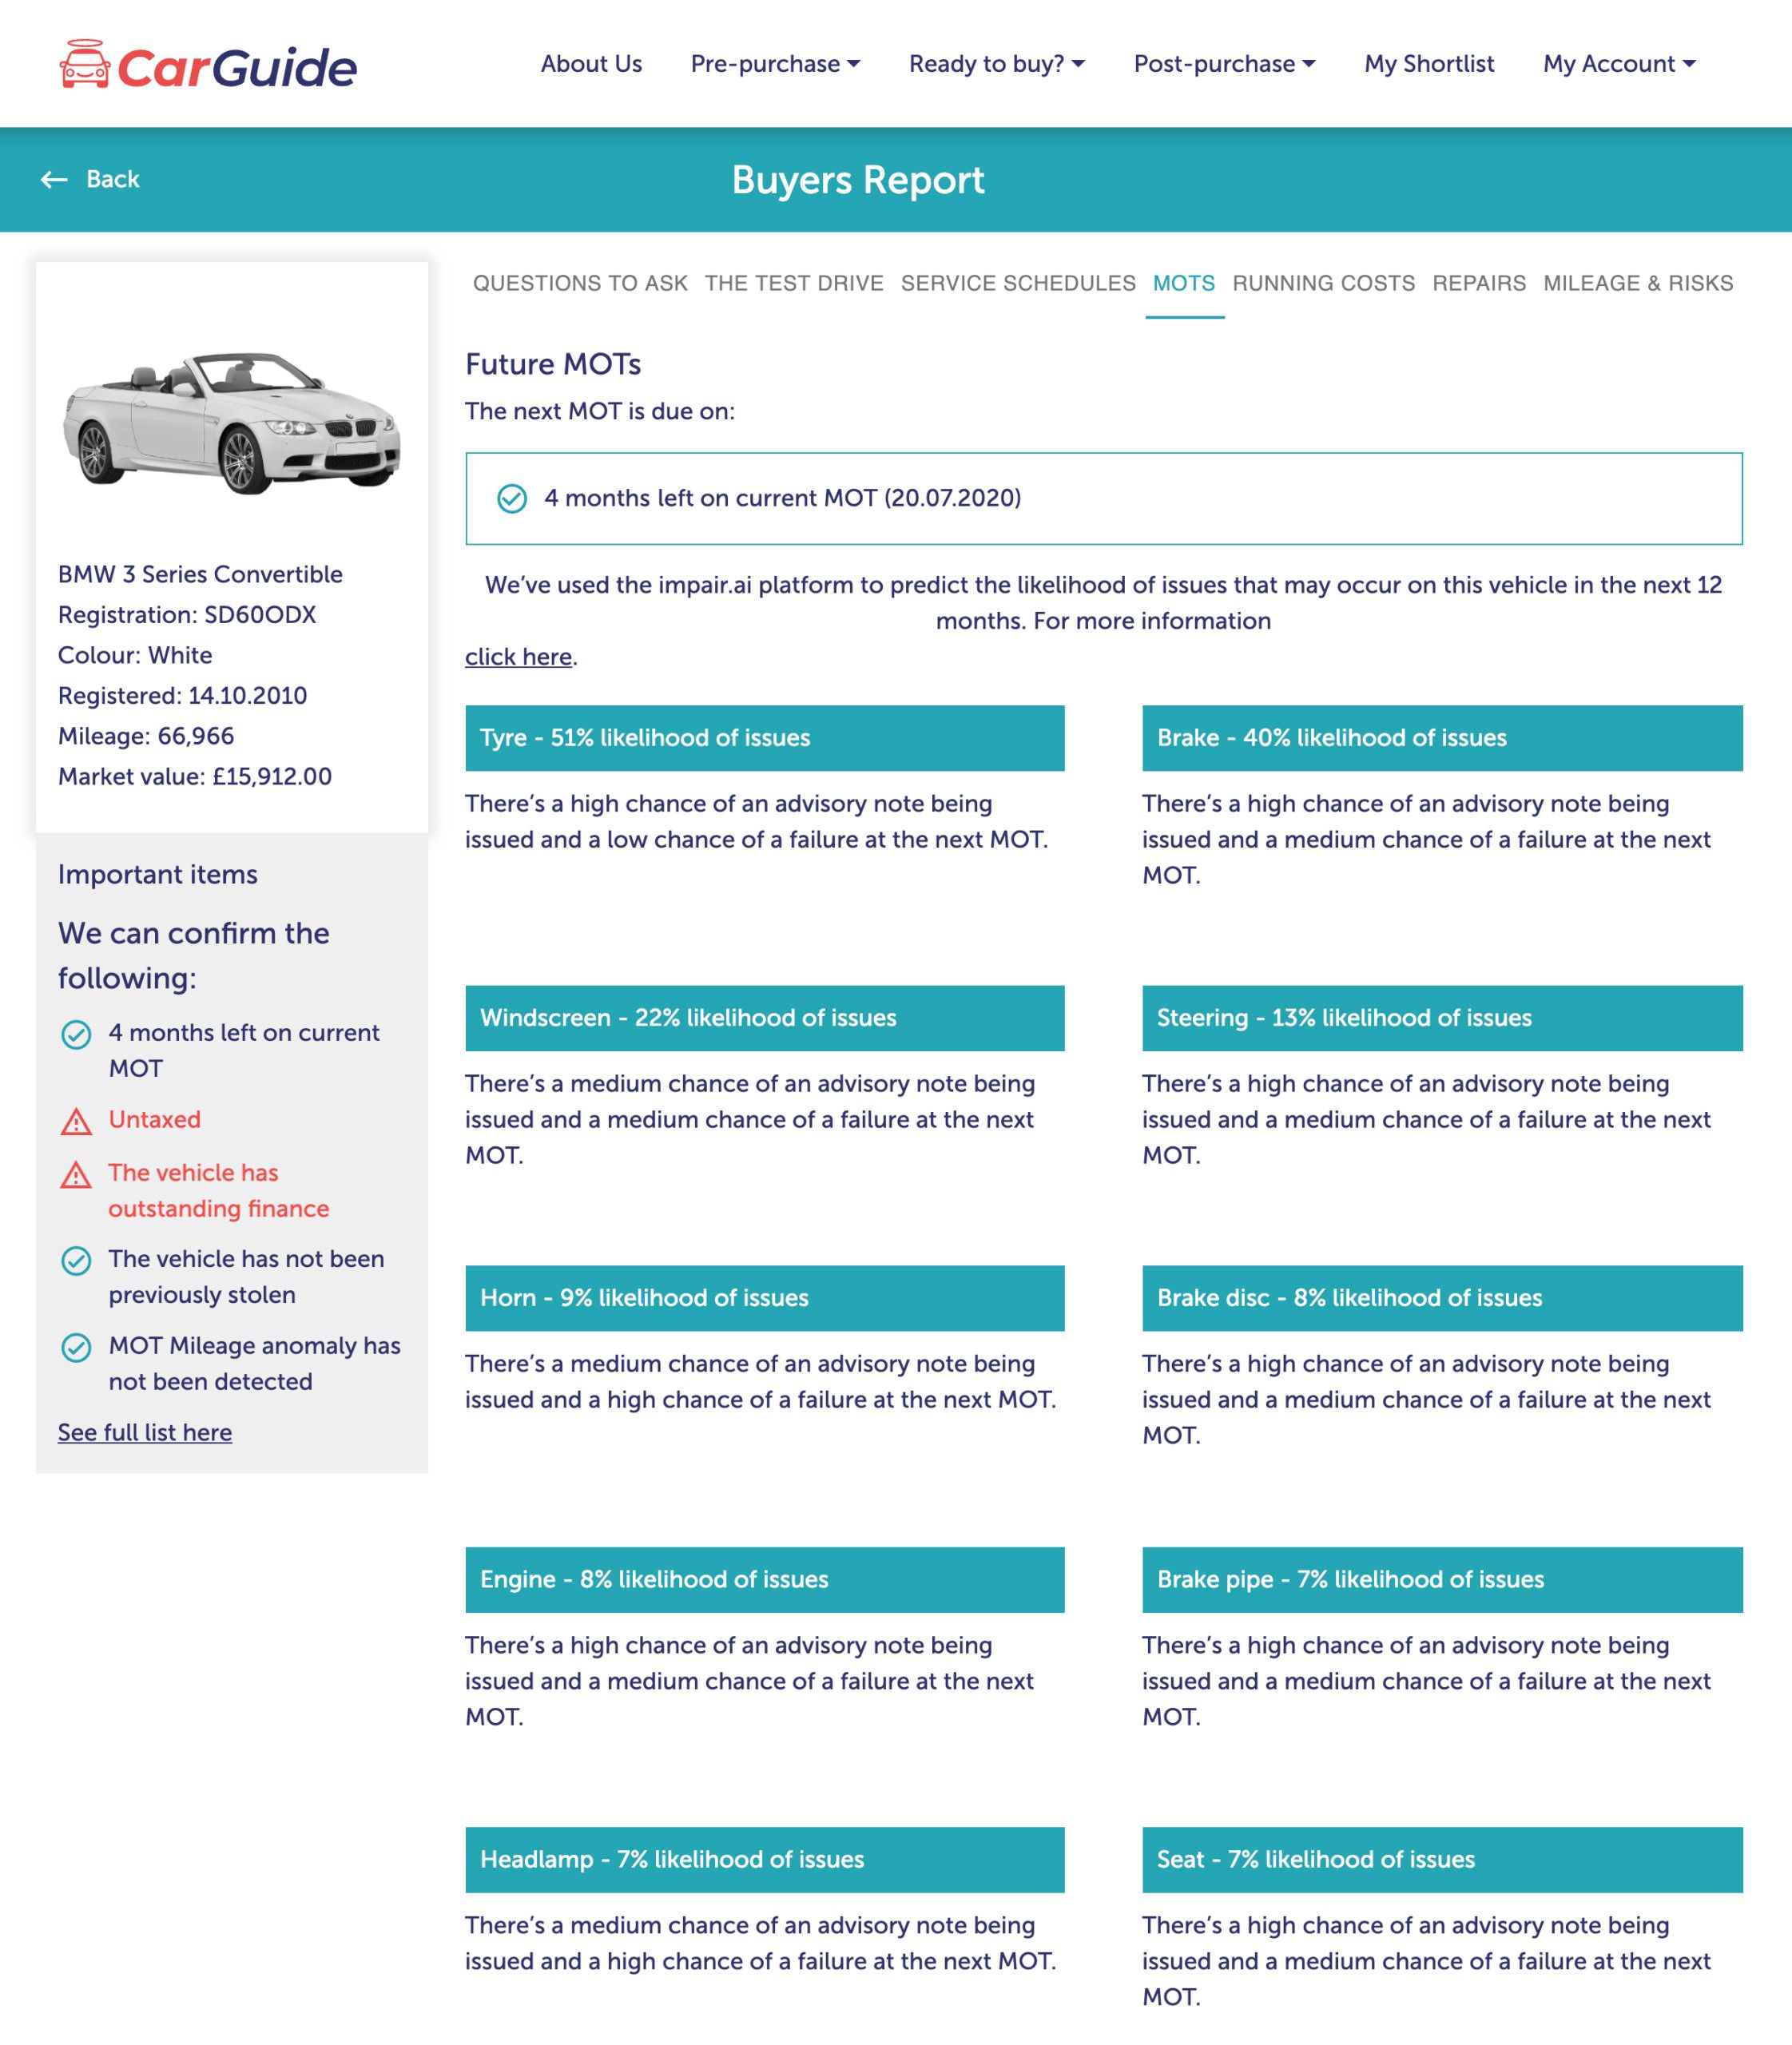 CarGuide
About Us Pre-purchase Ready to buy? Post-purchase My Shortlist My Account
← Back
Buyers Report
BMW 3 Series Convertible
Registration: SD60ODX
Colour: White
Registered: 14.10.2010
Mileage: 66,966
Market value: £15,912.00
Important items
We can confirm the
following:
4 months left on current
MOT
Untaxed
The vehicle has
outstanding finance
The vehicle has not been
previously stolen
MOT Mileage anomaly has
not been detected
See full list here
QUESTIONS TO ASK THE TEST DRIVE SERVICE SCHEDULES MOTS RUNNING COSTS REPAIRS MILEAGE & RISKS
Future MOTs
The next MOT is due on:
4 months left on current MOT (20.07.2020)
We've used the impair.ai platform to predict the likelihood of issues that may occur on this vehicle in the next 12
months. For more information
click here.
Tyre - 51% likelihood of issues
There's a high chance of an advisory note being
issued and a low chance of a failure at the next MOT.
Brake - 40% likelihood of issues
There's a high chance of an advisory note being
issued and a medium chance of a failure at the next
MOT.
Windscreen - 22% likelihood of issues
There's a medium chance of an advisory note being
issued and a medium chance of a failure at the next
MOT.
Steering - 13% likelihood of issues
There's a high chance of an advisory note being
issued and a medium chance of a failure at the next
MOT.
Horn - 9% likelihood of issues
There's a medium chance of an advisory note being
issued and a high chance of a failure at the next MOT.
Brake disc - 8% likelihood of issues
There's a high chance of an advisory note being
issued and a medium chance of a failure at the next
MOT.
Engine - 8% likelihood of issues
There's a high chance of an advisory note being
issued and a medium chance of a failure at the next
MOT.
Brake pipe - 7% likelihood of issues
There's a high chance of an advisory note being
issued and a medium chance of a failure at the next
MOT.
Headlamp - 7% likelihood of issues
There's a medium chance of an advisory note being
issued and a high chance of a failure at the next MOT.
Seat - 7% likelihood of issues
There's a high chance of an advisory note being
issued and a medium chance of a failure at the next
MOT.